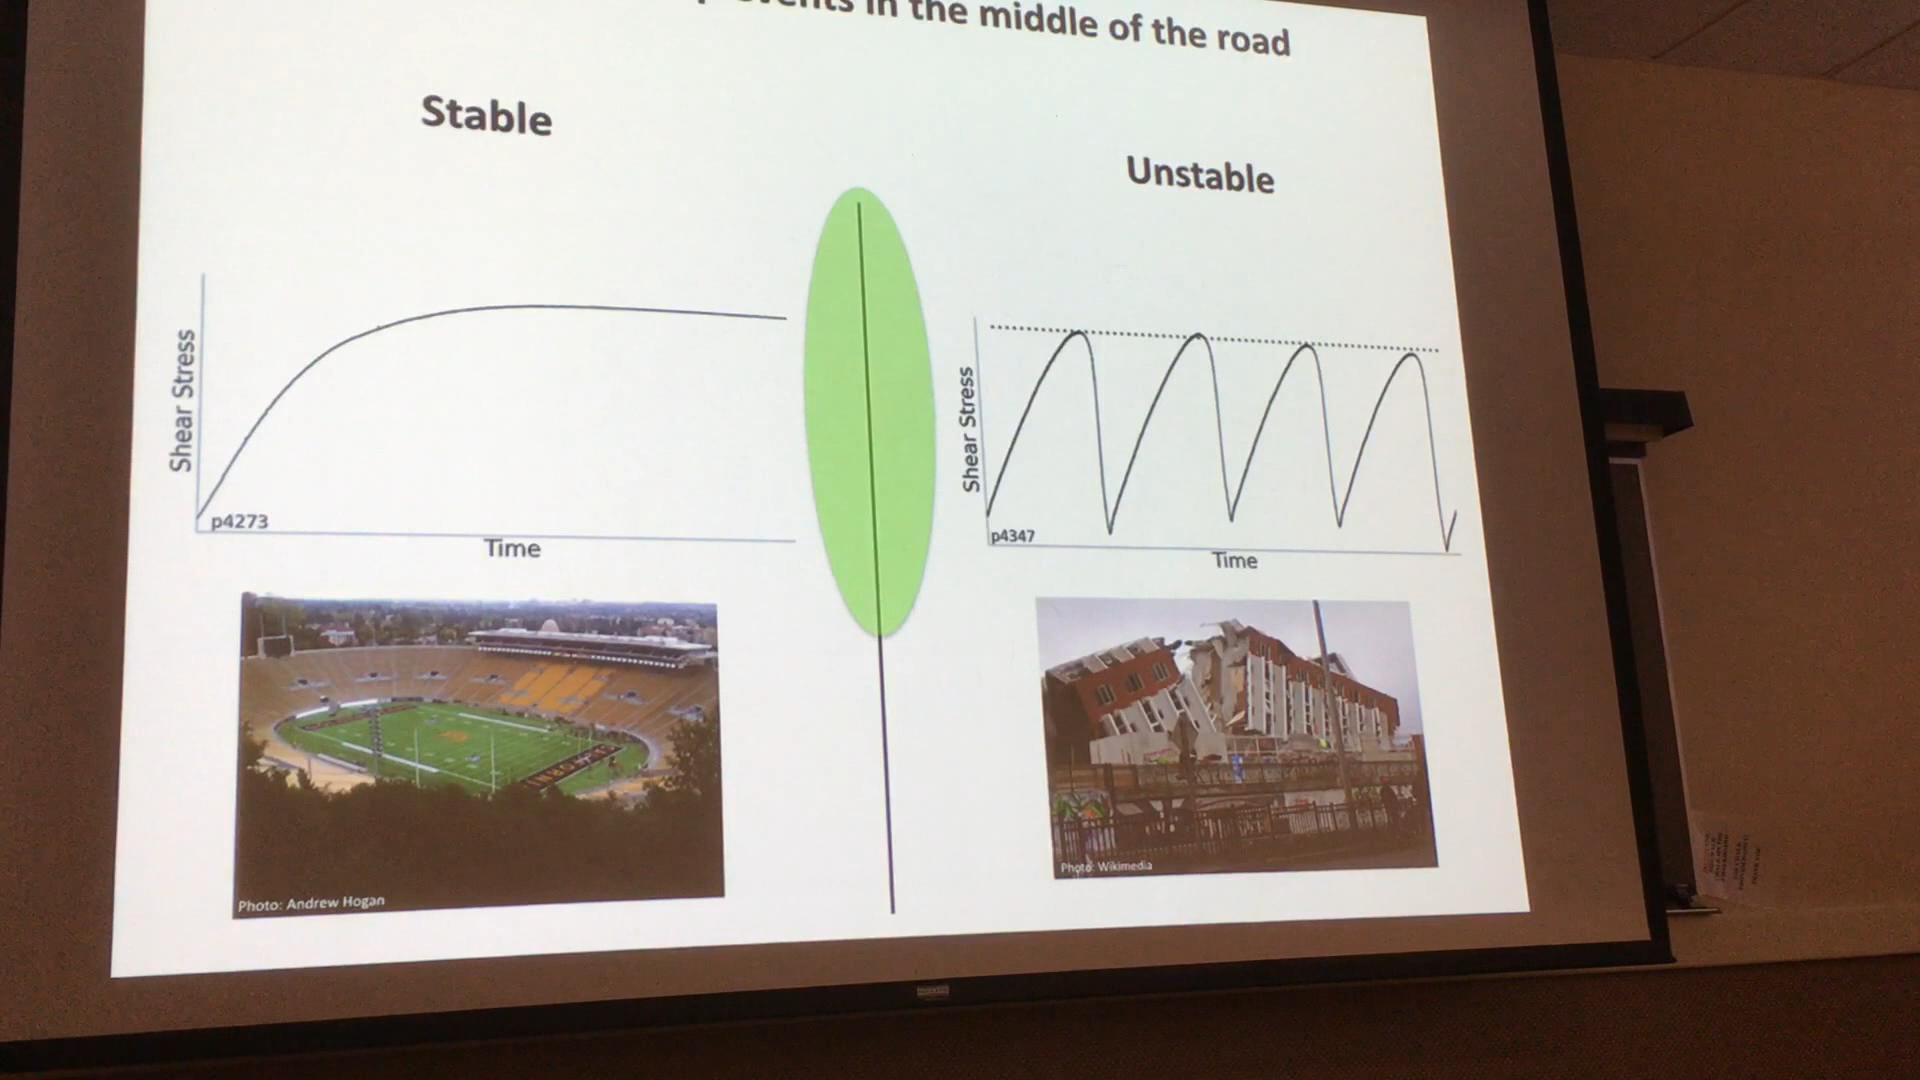 in the middle of the road
Stable
Unstable
Shear Stress
p4273
Time
Shear Stress
p4347
Time
Photo: Andrew Hogan
Photo: Wikimedia